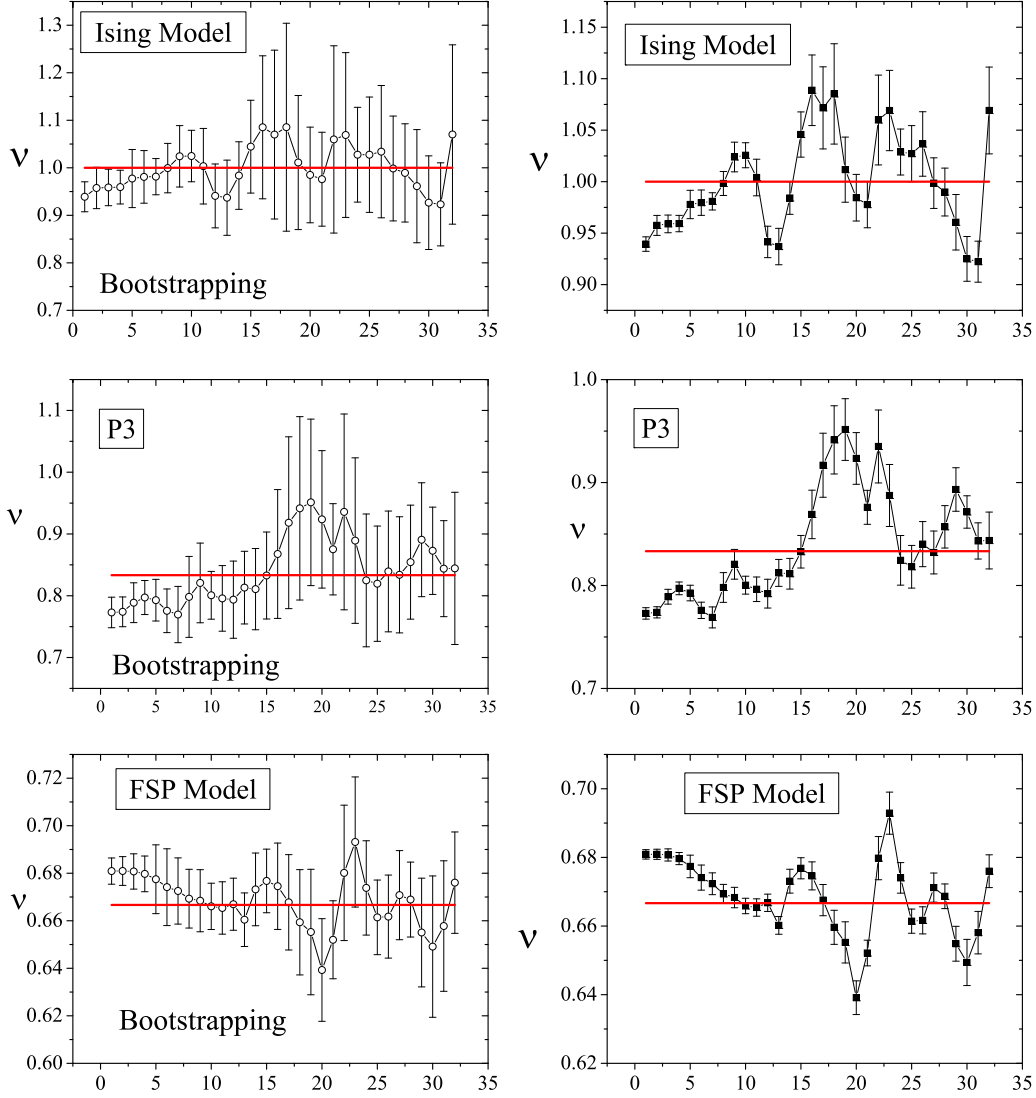 Ising Model
1.3
1.2
1.1
1.0
0.9
0.8
0.7
ν
Bootstrapping
0 5 10 15 20 25 30 35
Ising Model
1.15
1.10
1.05
1.00
0.95
0.90
ν
0 5 10 15 20 25 30 35
P3
1.1
1.0
0.9
0.8
0.7
ν
Bootstrapping
0 5 10 15 20 25 30 35
P3
1.0
0.9
0.8
0.7
ν
0 5 10 15 20 25 30 35
FSP Model
0.72
0.70
0.68
0.66
0.64
0.62
0.60
ν
Bootstrapping
0 5 10 15 20 25 30 35
FSP Model
0.70
0.68
0.66
0.64
0.62
ν
0 5 10 15 20 25 30 35